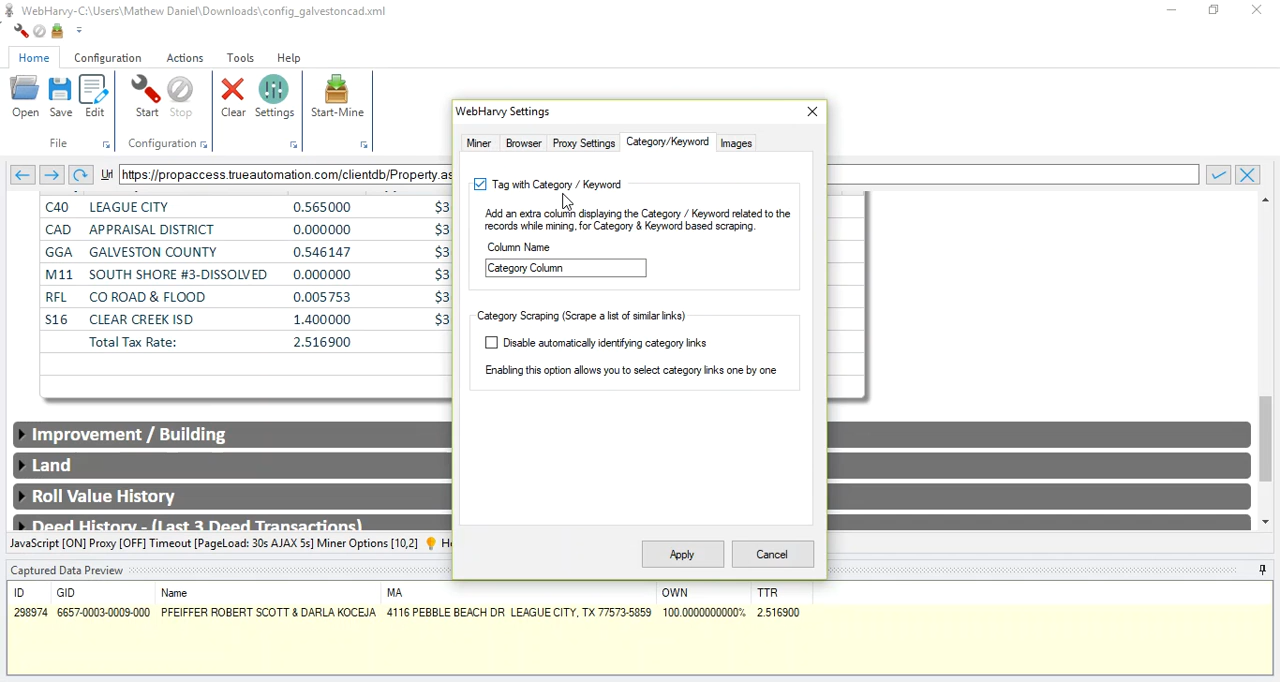 WebHarvy-C:\Users\Mathew Daniel\Downloads\config_galvestoncad.xml
Home Configuration Actions Tools Help
Open Save Edit Start Stop Clear Settings Start-Mine
File Configuration
Url https://propaccess.trueautomation.com/clientdb/Property.as
C40 LEAGUE CITY 0.565000 $3
CAD APPRAISAL DISTRICT 0.000000 $3
GGA GALVESTON COUNTY 0.546147 $3
M11 SOUTH SHORE #3-DISSOLVED 0.000000 $3
RFL CO ROAD & FLOOD 0.005753 $3
S16 CLEAR CREEK ISD 1.400000 $3
Total Tax Rate: 2.516900
Improvement / Building
Land
Roll Value History
Deed History - (Last 3 Deed Transactions)
JavaScript [ON] Proxy [OFF] Timeout [PageLoad: 30s AJAX 5s] Miner Options [10,2]
WebHarvy Settings
Miner Browser Proxy Settings Category/Keyword Images
Tag with Category / Keyword
Add an extra column displaying the Category / Keyword related to the
records while mining, for Category & Keyword based scraping.
Column Name
Category Column
Category Scraping (Scrape a list of similar links)
Disable automatically identifying category links
Enabling this option allows you to select category links one by one
Apply Cancel
Captured Data Preview
ID GID Name MA OWN TTR
298974 6657-0003-0009-000 PFEIFFER ROBERT SCOTT & DARLA KOCEJA 4116 PEBBLE BEACH DR LEAGUE CITY, TX 77573-5859 100.0000000000% 2.516900